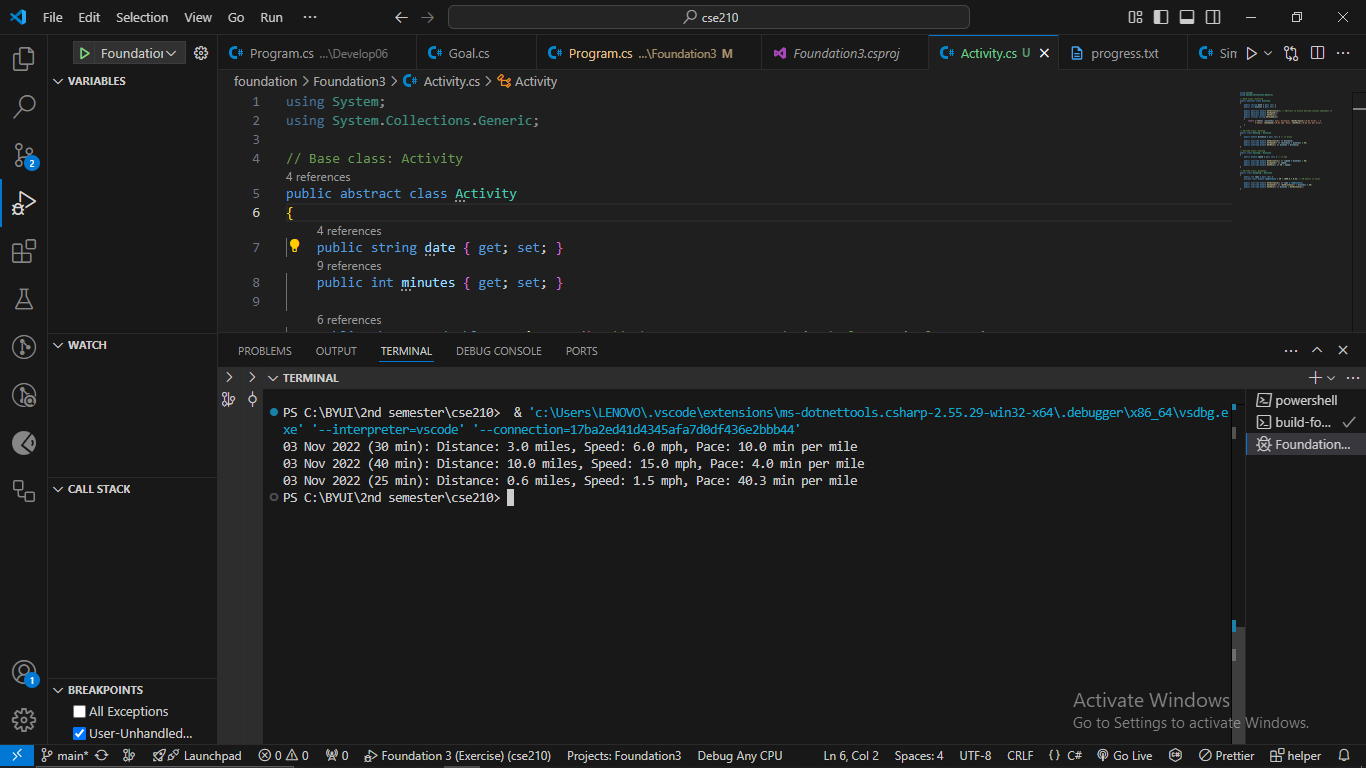 File Edit Selection View Go Run ··· cse210
Foundation
Program.cs ...\Develop06 Goal.cs Program.cs ...\Foundation3 M Foundation3.csproj Activity.cs U progress.txt Sim
VARIABLES
foundation > Foundation3 > Activity.cs > Activity
1 using System;
2 using System.Collections.Generic;
3
4 // Base class: Activity
4 references
5 public abstract class Activity
6 {
4 references
7 public string date { get; set; }
9 references
8 public int minutes { get; set; }
9
6 references
WATCH
PROBLEMS OUTPUT TERMINAL DEBUG CONSOLE PORTS
TERMINAL
PS C:\BYUI\2nd semester\cse210> & 'c:\Users\LENOVO\.vscode\extensions\ms-dotnettools.csharp-2.55.29-win32-x64\.debugger\x86_64\vsdbg.e
xe' '--interpreter=vscode' '--connection=17ba2ed41d4345afa7d0df436e2bbb44'
03 Nov 2022 (30 min): Distance: 3.0 miles, Speed: 6.0 mph, Pace: 10.0 min per mile
03 Nov 2022 (40 min): Distance: 10.0 miles, Speed: 15.0 mph, Pace: 4.0 min per mile
03 Nov 2022 (25 min): Distance: 0.6 miles, Speed: 1.5 mph, Pace: 40.3 min per mile
PS C:\BYUI\2nd semester\cse210>
powershell
build-fo...
Foundation...
CALL STACK
BREAKPOINTS
All Exceptions
User-Unhandled...
2
1
Activate Windows
Go to Settings to activate Windows.
main* Launchpad 0 0 0 Foundation 3 (Exercise) (cse210) Projects: Foundation3 Debug Any CPU Ln 6, Col 2 Spaces: 4 UTF-8 CRLF {} C# Go Live Prettier helper